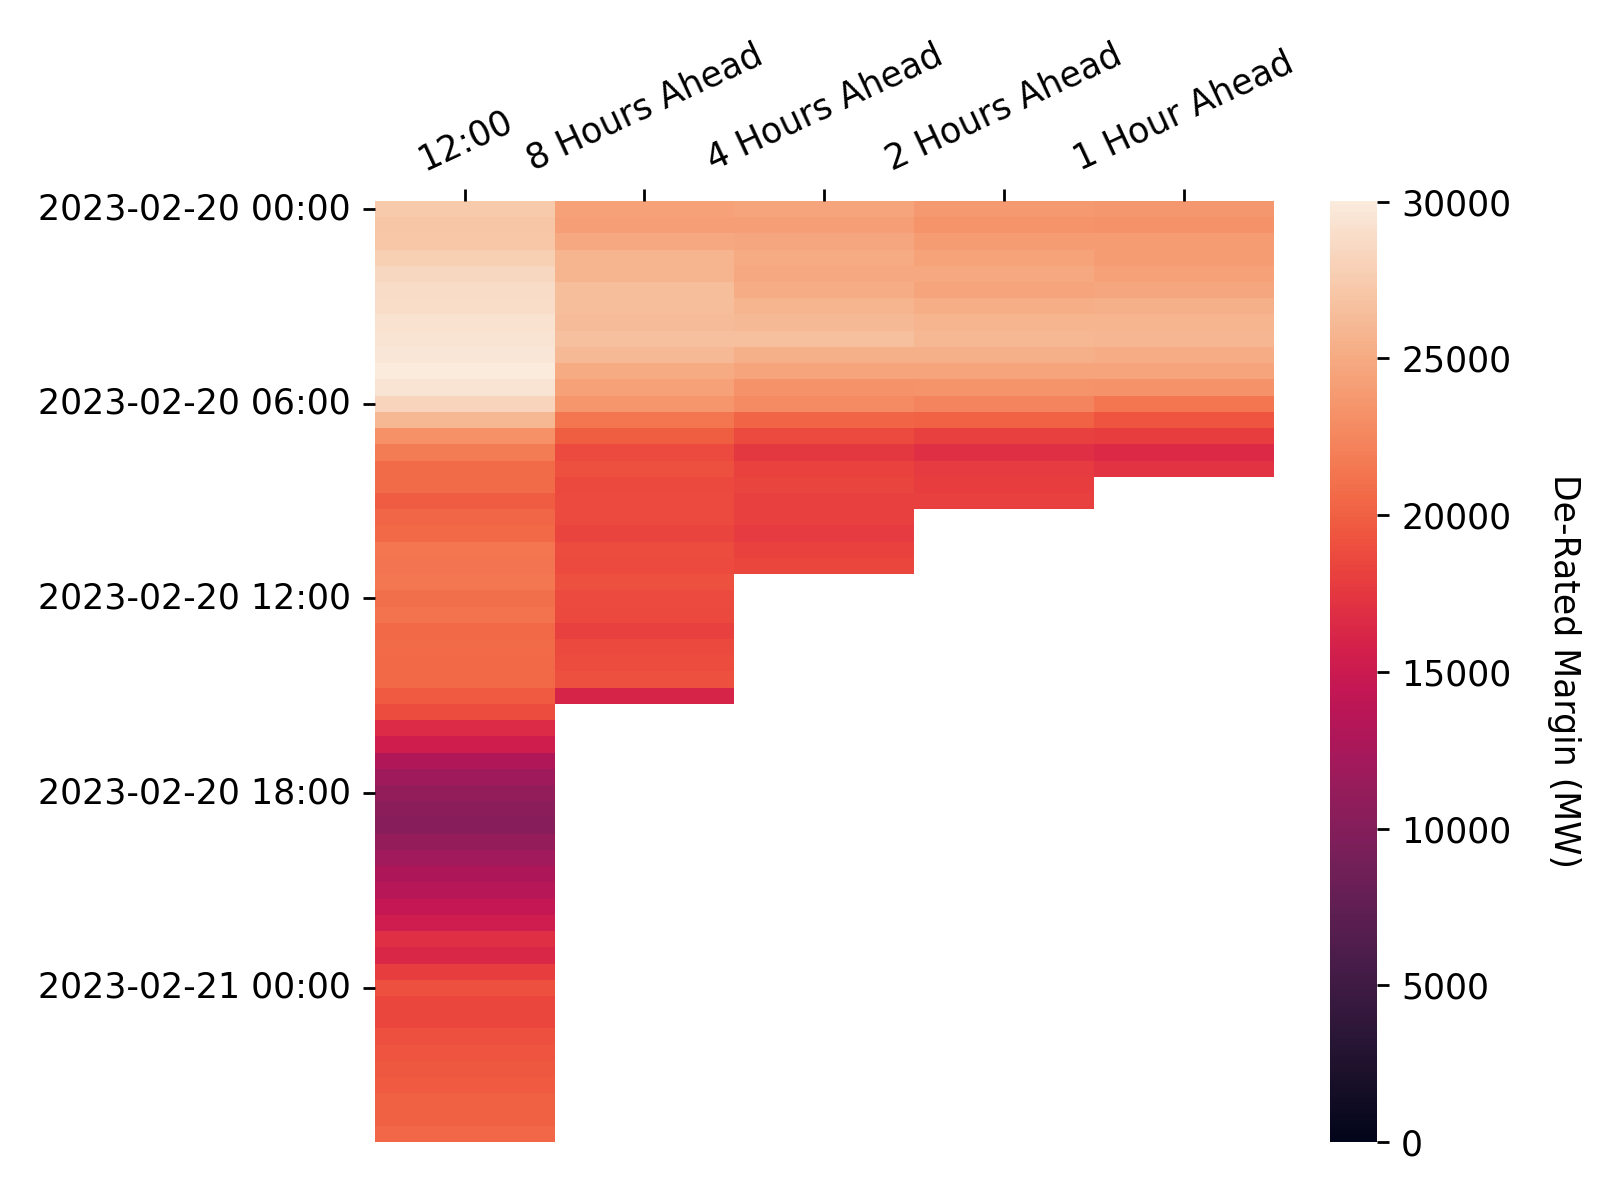 12:00
8 Hours Ahead
4 Hours Ahead
2 Hours Ahead
1 Hour Ahead
2023-02-20 00:00
2023-02-20 06:00
2023-02-20 12:00
2023-02-20 18:00
2023-02-21 00:00
30000
25000
20000
15000
10000
5000
0
De-Rated Margin (MW)